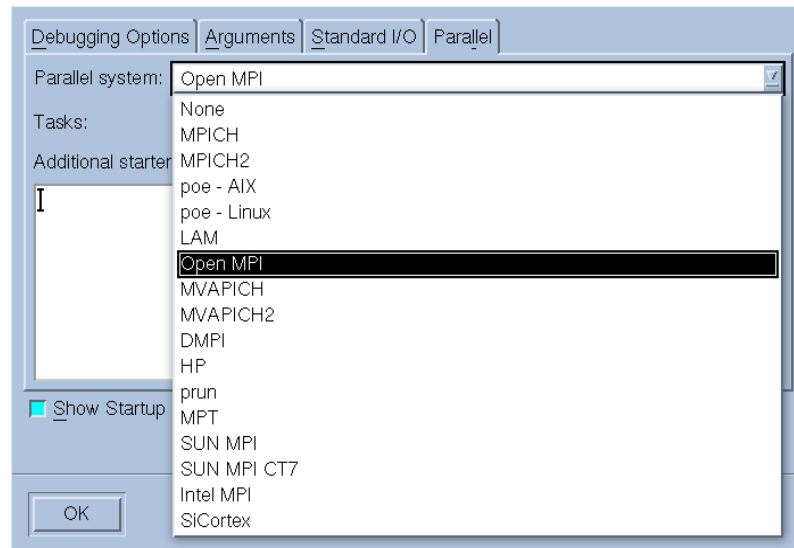 Debugging Options Arguments Standard I/O Parallel
Parallel system: Open MPI
None
Tasks:
MPICH
Additional starter
MPICH2
poe - AIX
poe - Linux
LAM
Open MPI
MVAPICH
MVAPICH2
DMPI
HP
prun
Show Startup
MPT
SUN MPI
SUN MPI CT7
Intel MPI
OK
SiCortex